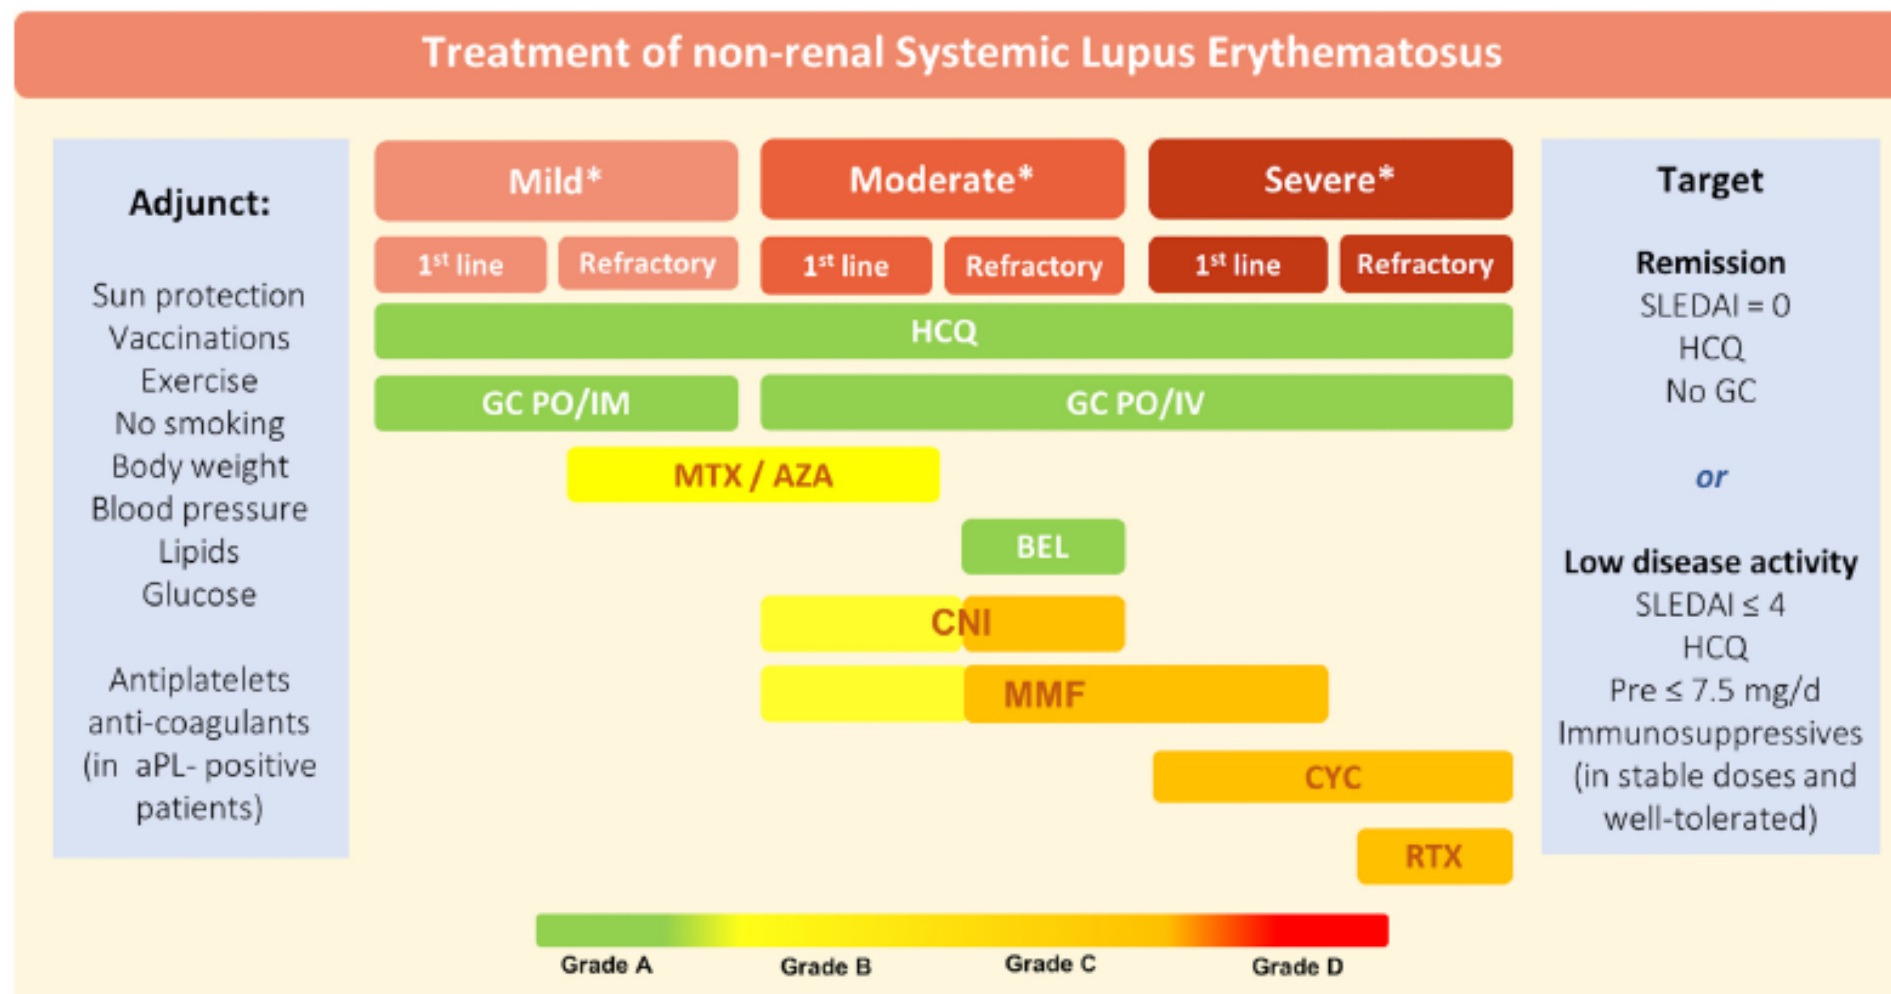 Treatment of non-renal Systemic Lupus Erythematosus
Adjunct:
Sun protection
Vaccinations
Exercise
No smoking
Body weight
Blood pressure
Lipids
Glucose
Antiplatelets
anti-coagulants
(in aPL- positive
patients)
Mild*
Moderate*
Severe*
1st line
Refractory
1st line
Refractory
1st line
Refractory
HCQ
GC PO/IM
GC PO/IV
MTX / AZA
BEL
CNI
MMF
CYC
RTX
Grade A
Grade B
Grade C
Grade D
Target
Remission
SLEDAI = 0
HCQ
No GC
or
Low disease activity
SLEDAI ≤ 4
HCQ
Pre ≤ 7.5 mg/d
Immunosuppressives
(in stable doses and
well-tolerated)